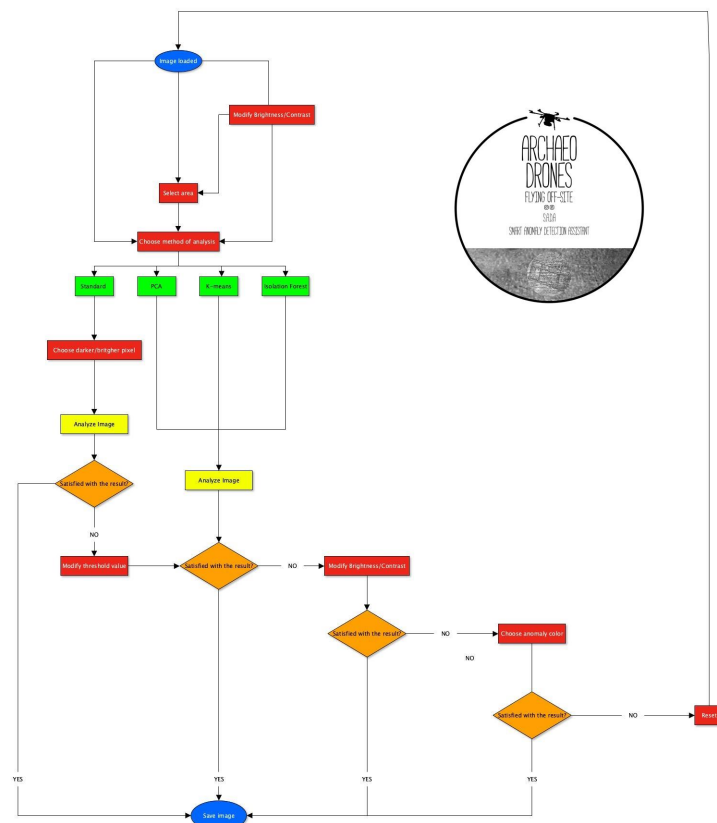 Image loaded
Modify Brightness/Contrast
ARCHAEO
DRONES
FLYING OFF-SITE
SADA
SMART ANOMALY DETECTION ASSISTANT
Select area
Choose method of analysis
Standard
PCA
K-means
Isolation Forest
Choose darker/britgher pixel
Analyze Image
Satisfied with the result?
Analyze Image
NO
Modify threshold value
Satisfied with the result?
NO
Modify Brightness/Contrast
Satisfied with the result?
NO
Choose anomaly color
NO
Satisfied with the result?
NO
Reset
YES
YES
YES
YES
Save image